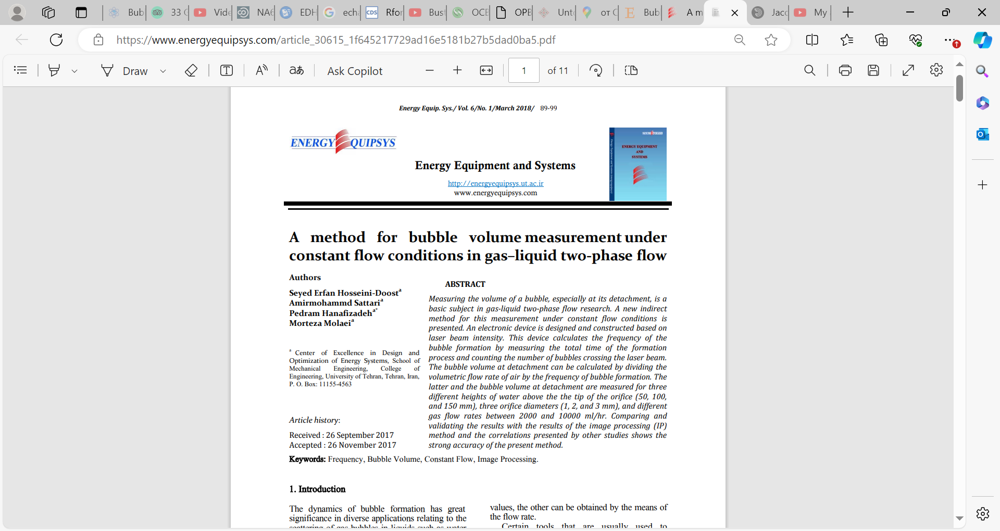 Bub
33 C
Vide
NA6
EDH
echa
CDS Rfor
Bust
OCE
OPB
Unt
от С
E Bub
A m
Jacc
My
https://www.energyequipsys.com/article_30615_1f645217729ad16e5181b27b5dad0ba5.pdf
Draw
aあ
Ask Copilot
1 of 11
Energy Equip. Sys./ Vol. 6/No. 1/March 2018/ 89-99
ENERGY EQUIPSYS
ENERGY EQUIPMENT
AND
SYSTEMS
Energy Equipment and Systems
http://energyequipsys.ut.ac.ir
www.energyequipsys.com
A method for bubble volume measurement under
constant flow conditions in gas–liquid two-phase flow
Authors
Seyed Erfan Hosseini-Doost a
Amirmohammd Sattari a
Pedram Hanafizadeh a*
Morteza Molaei a
a Center of Excellence in Design and
Optimization of Energy Systems, School of
Mechanical Engineering, College of
Engineering, University of Tehran, Tehran, Iran,
P. O. Box: 11155-4563
Article history:
Received : 26 September 2017
Accepted : 26 November 2017
ABSTRACT
Measuring the volume of a bubble, especially at its detachment, is a
basic subject in gas-liquid two-phase flow research. A new indirect
method for this measurement under constant flow conditions is
presented. An electronic device is designed and constructed based on
laser beam intensity. This device calculates the frequency of the
bubble formation by measuring the total time of the formation
process and counting the number of bubbles crossing the laser beam.
The bubble volume at detachment can be calculated by dividing the
volumetric flow rate of air by the frequency of bubble formation. The
latter and the bubble volume at detachment are measured for three
different heights of water above the the tip of the orifice (50, 100,
and 150 mm), three orifice diameters (1, 2, and 3 mm), and different
gas flow rates between 2000 and 10000 ml/hr. Comparing and
validating the results with the results of the image processing (IP)
method and the correlations presented by other studies shows the
strong accuracy of the present method.
Keywords: Frequency, Bubble Volume, Constant Flow, Image Processing.
1. Introduction
The dynamics of bubble formation has great
significance in diverse applications relating to the
scattering of gas bubbles in liquids such as water
values, the other can be obtained by the means of
the flow rate.
Certain tools that are usually used to